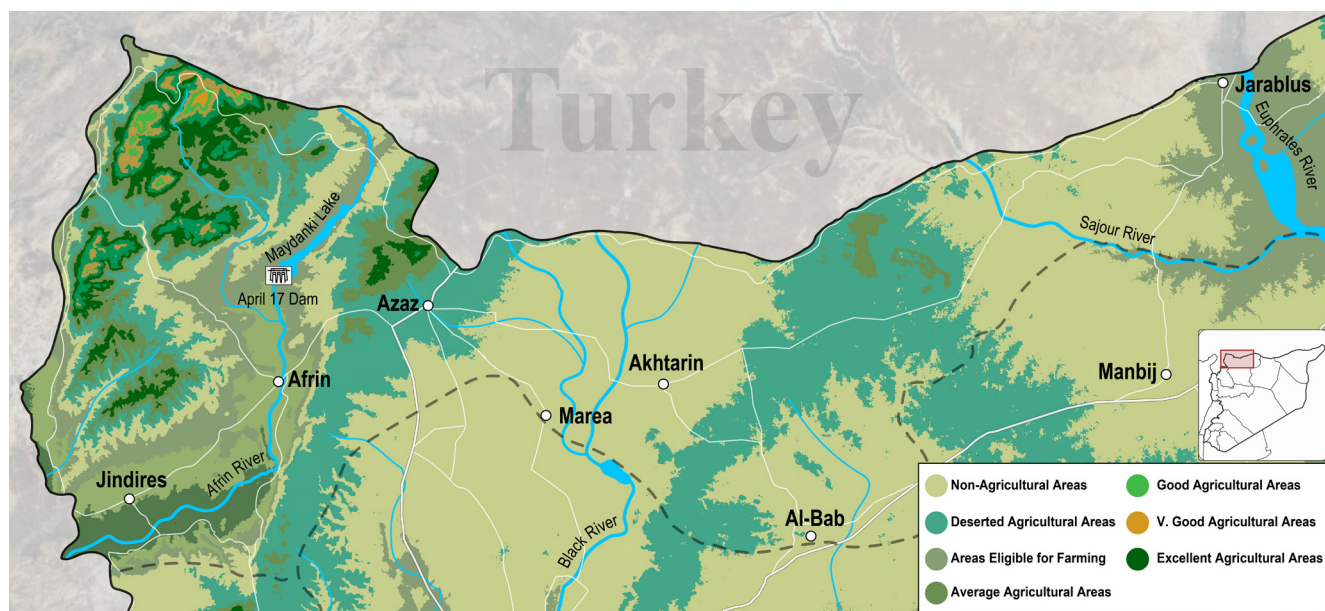 Turkey
Jarablus
Euphrates River
Maydanki Lake
Sajour River
April 17 Dam
Azaz
Afrin
Akhtarin
Manbij
Marea
Jindires
Afrin River
Al-Bab
Black River
Non-Agricultural Areas
Good Agricultural Areas
Deserted Agricultural Areas
V. Good Agricultural Areas
Areas Eligible for Farming
Excellent Agricultural Areas
Average Agricultural Areas